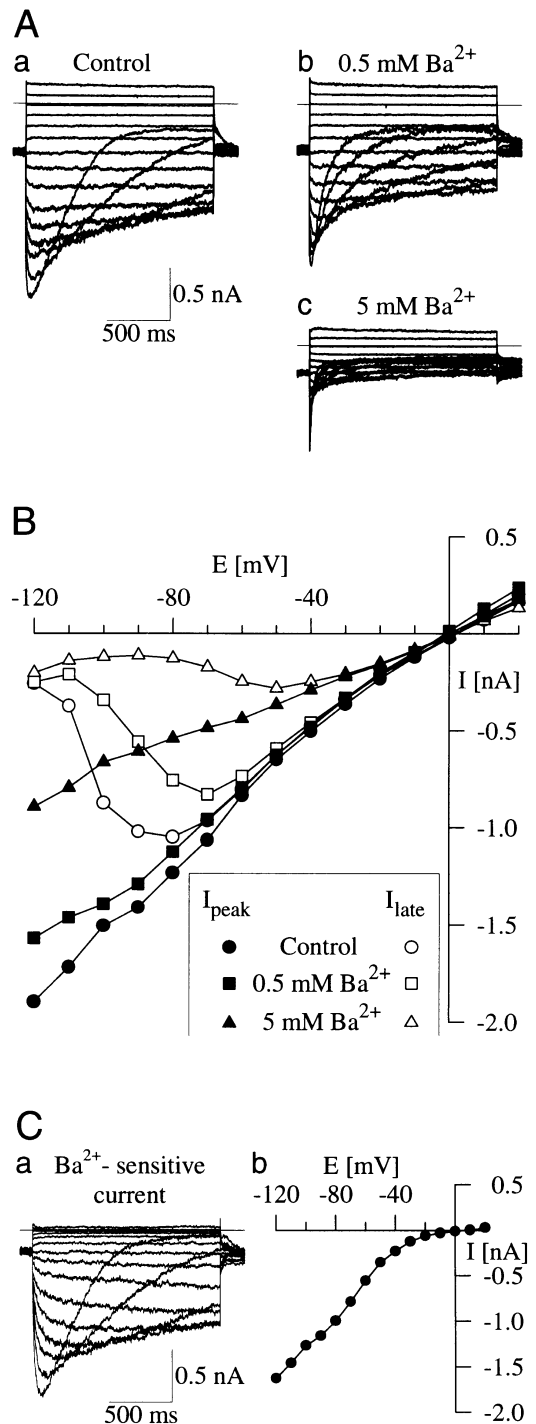 A
a Control b 0.5 mM Ba2+
0.5 nA
500 ms
c 5 mM Ba2+
B
0.5
E [mV]
-120 -80 -40
I [nA]
-0.5
-1.0
-1.5
-2.0
Ipeak Ilate
Control
0.5 mM Ba2+
5 mM Ba2+
C
a Ba2+- sensitive
current
0.5 nA
500 ms
b E [mV]
-120 -80 -40
0.5
I [nA]
-0.5
-1.0
-1.5
-2.0